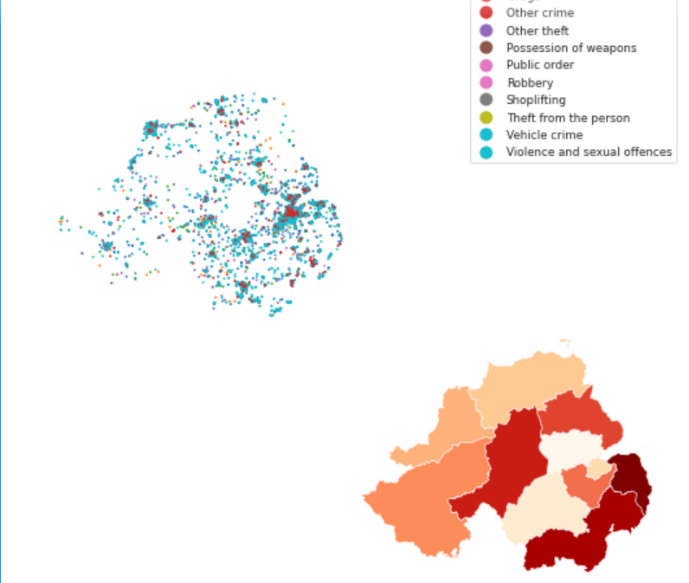 Other crime
Other theft
Possession of weapons
Public order
Robbery
Shoplifting
Theft from the person
Vehicle crime
Violence and sexual offences